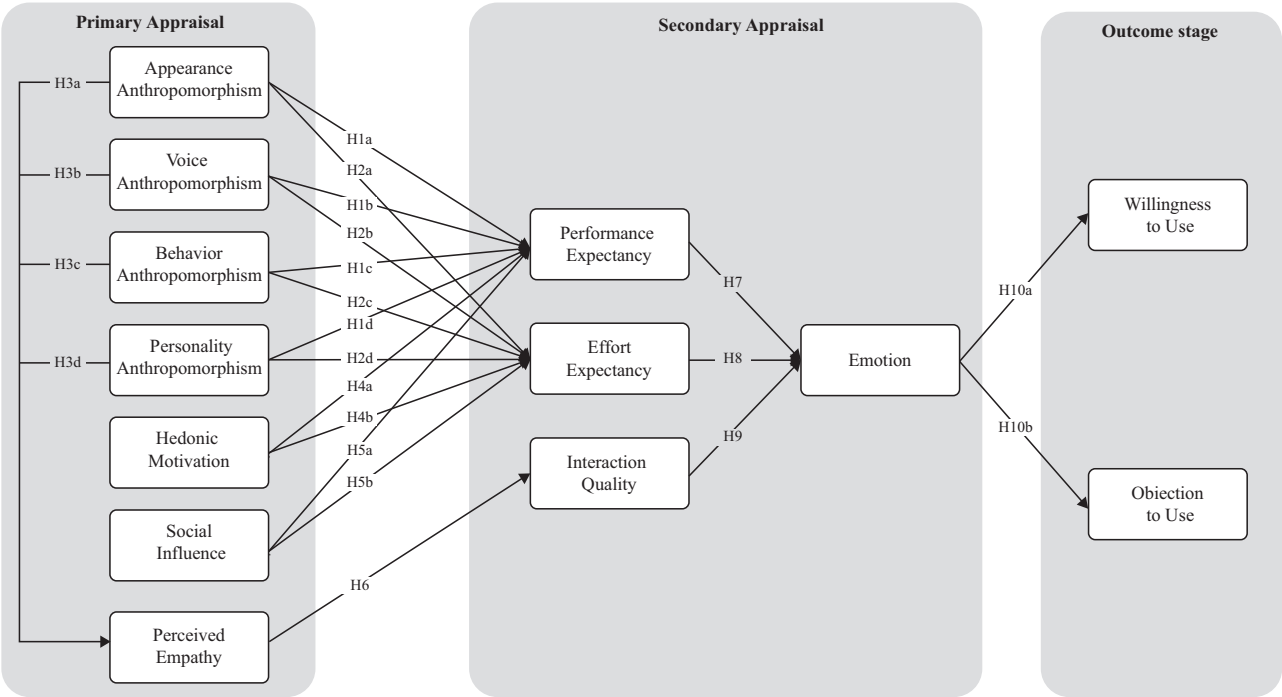 Primary Appraisal
Secondary Appraisal
Outcome stage
Appearance
Anthropomorphism
Voice
Anthropomorphism
Behavior
Anthropomorphism
Personality
Anthropomorphism
Hedonic
Motivation
Social
Influence
Perceived
Empathy
H3a
H3b
H3c
H3d
H1a
H2a
H1b
H2b
H1c
H2c
H1d
H2d
H4a
H4b
H5a
H5b
H6
Performance
Expectancy
Effort
Expectancy
Interaction
Quality
H7
H8
H9
Emotion
H10a
H10b
Willingness
to Use
Obiection
to Use